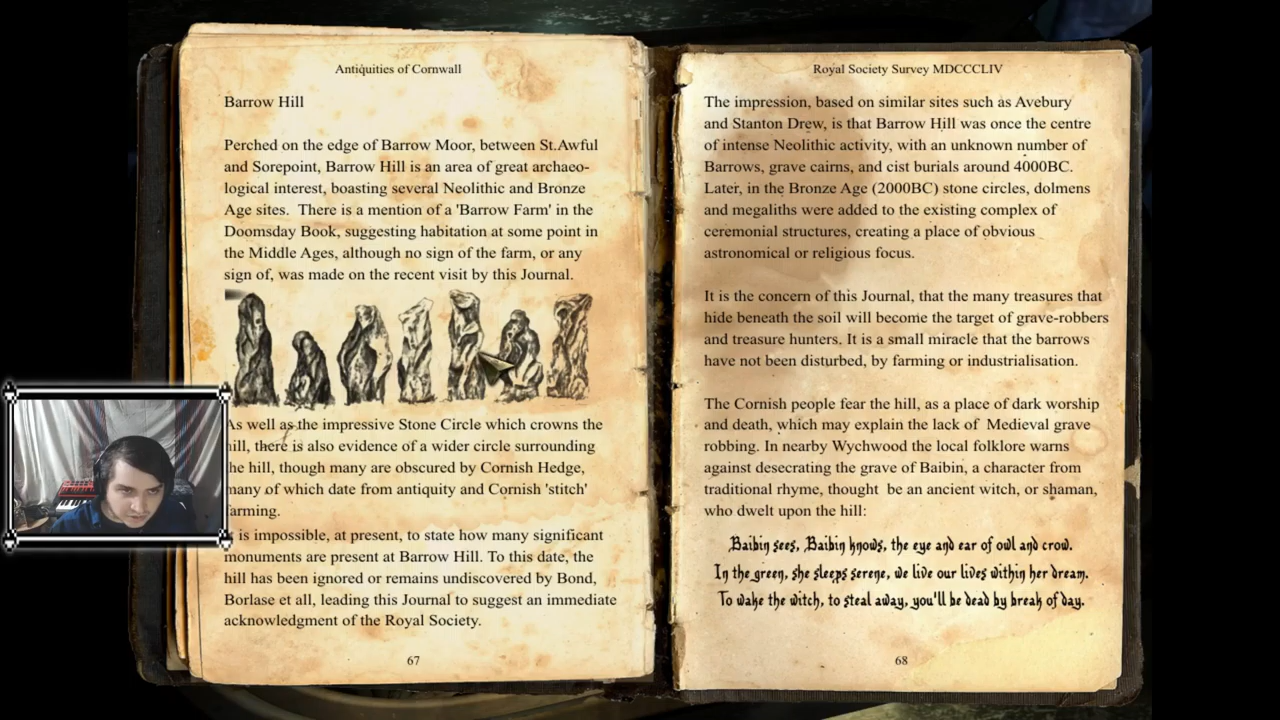 Antiquities of Cornwall
Barrow Hill
Perched on the edge of Barrow Moor, between St.Awful
and Sorepoint, Barrow Hill is an area of great archaeo-
logical interest, boasting several Neolithic and Bronze
Age sites.  There is a mention of a 'Barrow Farm' in the
Doomsday Book, suggesting habitation at some point in
the Middle Ages, although no sign of the farm, or any
sign of, was made on the recent visit by this Journal.
As well as the impressive Stone Circle which crowns the
hill, there is also evidence of a wider circle surrounding
the hill, though many are obscured by Cornish Hedge,
many of which date from antiquity and Cornish 'stitch'
farming.
is impossible, at present, to state how many significant
monuments are present at Barrow Hill. To this date, the
hill has been ignored or remains undiscovered by Bond,
Borlase et all, leading this Journal to suggest an immediate
acknowledgment of the Royal Society.
67
Royal Society Survey MDCCCLIV
The impression, based on similar sites such as Avebury
and Stanton Drew, is that Barrow Hill was once the centre
of intense Neolithic activity, with an unknown number of
Barrows, grave cairns, and cist burials around 4000BC.
Later, in the Bronze Age (2000BC) stone circles, dolmens
and megaliths were added to the existing complex of
ceremonial structures, creating a place of obvious
astronomical or religious focus.
It is the concern of this Journal, that the many treasures that
hide beneath the soil will become the target of grave-robbers
and treasure hunters. It is a small miracle that the barrows
have not been disturbed, by farming or industrialisation.
The Cornish people fear the hill, as a place of dark worship
and death, which may explain the lack of  Medieval grave
robbing. In nearby Wychwood the local folklore warns
against desecrating the grave of Baibin, a character from
traditional rhyme, thought  be an ancient witch, or shaman,
who dwelt upon the hill:
Baibin sees, Baibin knows, the eye and ear of owl and crow.
In the green, she sleeps serene, we live our lives within her dream.
To wake the witch, to steal away, you'll be dead by break of day.
68